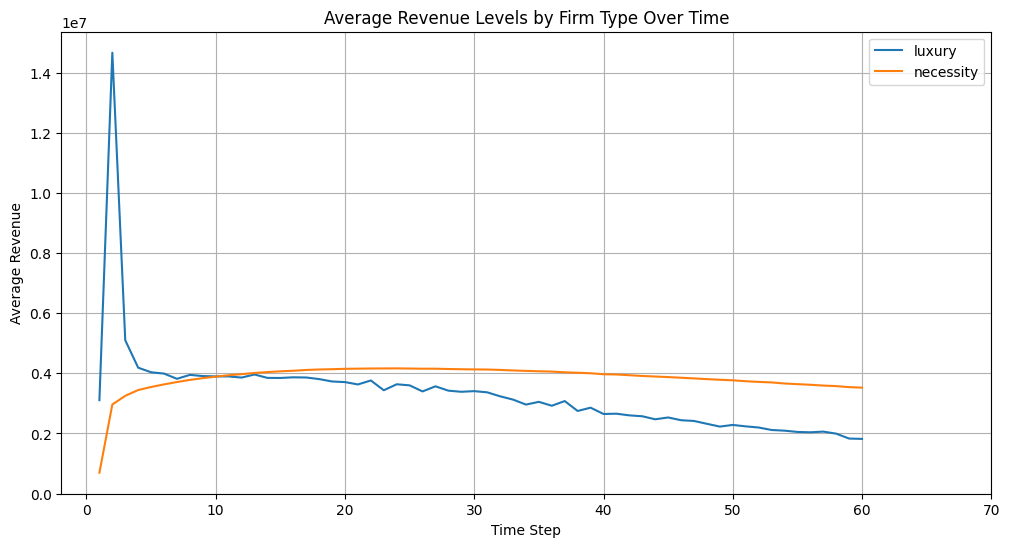 Average Revenue Levels by Firm Type Over Time
1e7
luxury
necessity
1.4
1.2
1.0
0.8
0.6
0.4
0.2
0.0
Average Revenue
0 10 20 30 40 50 60 70
Time Step